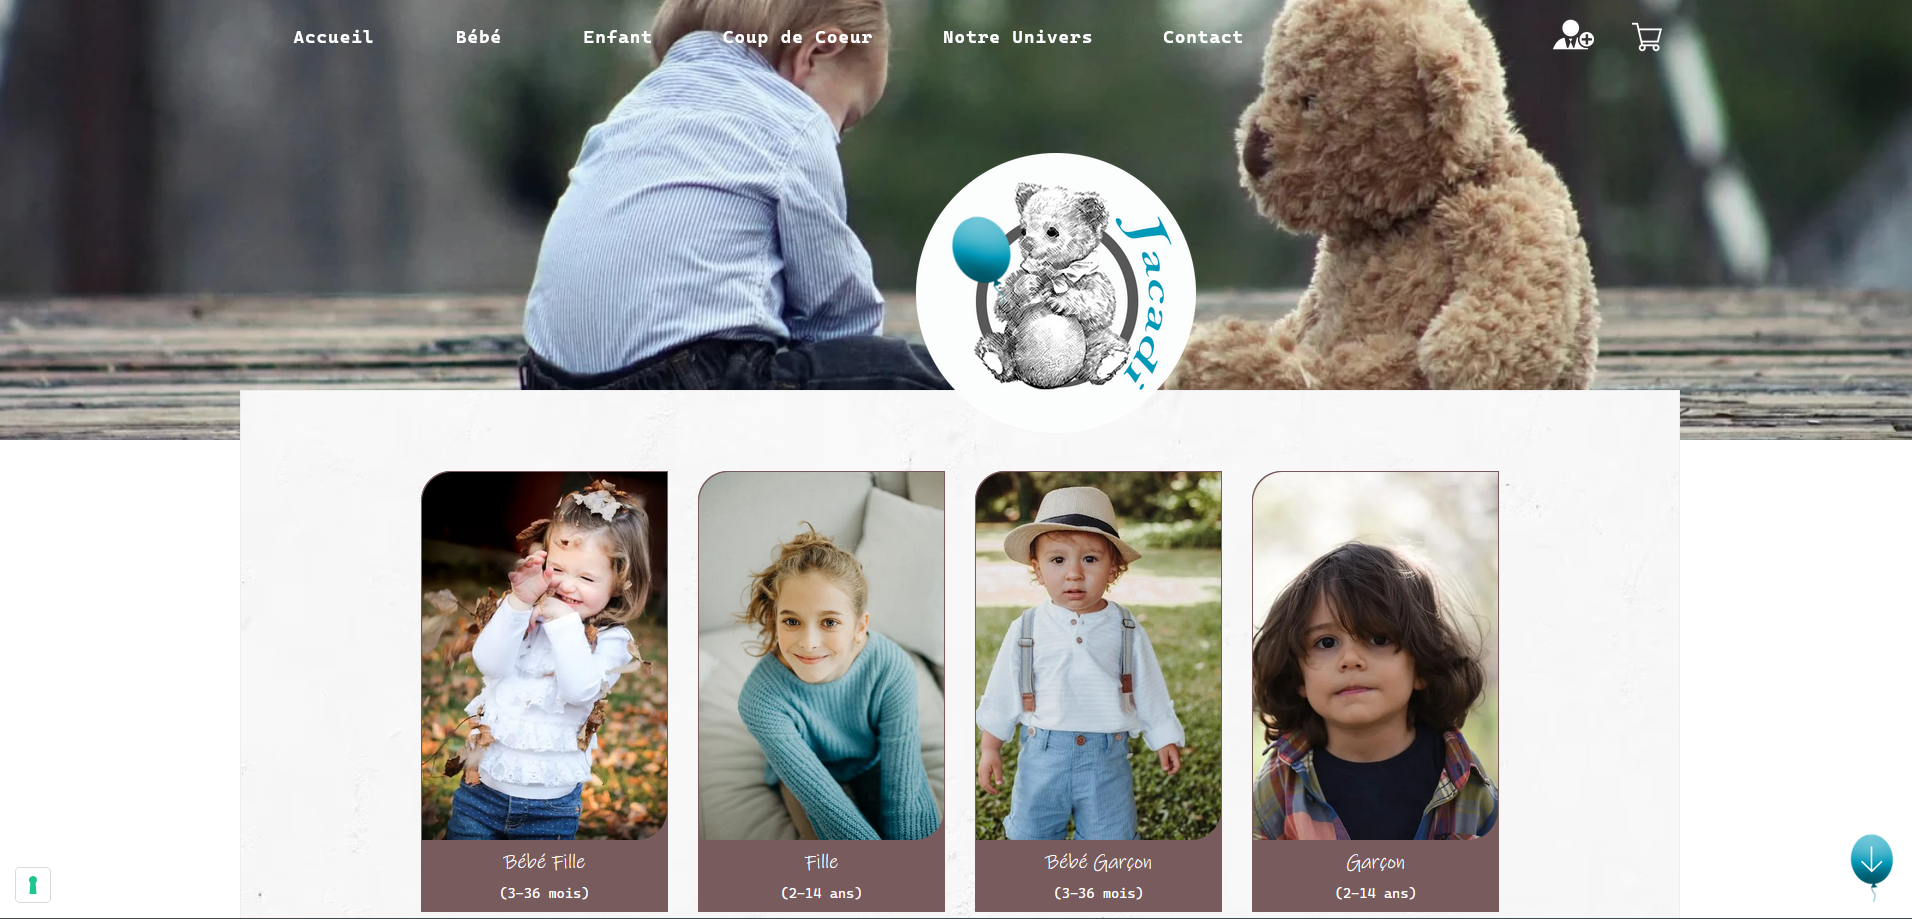 Accueil
Bébé
Enfant
Coup de Coeur
Notre Univers
Contact
Jacadi
Bébé Fille
(3-36 mois)
Fille
(2-14 ans)
Bébé Garçon
(3-36 mois)
Garçon
(2-14 ans)